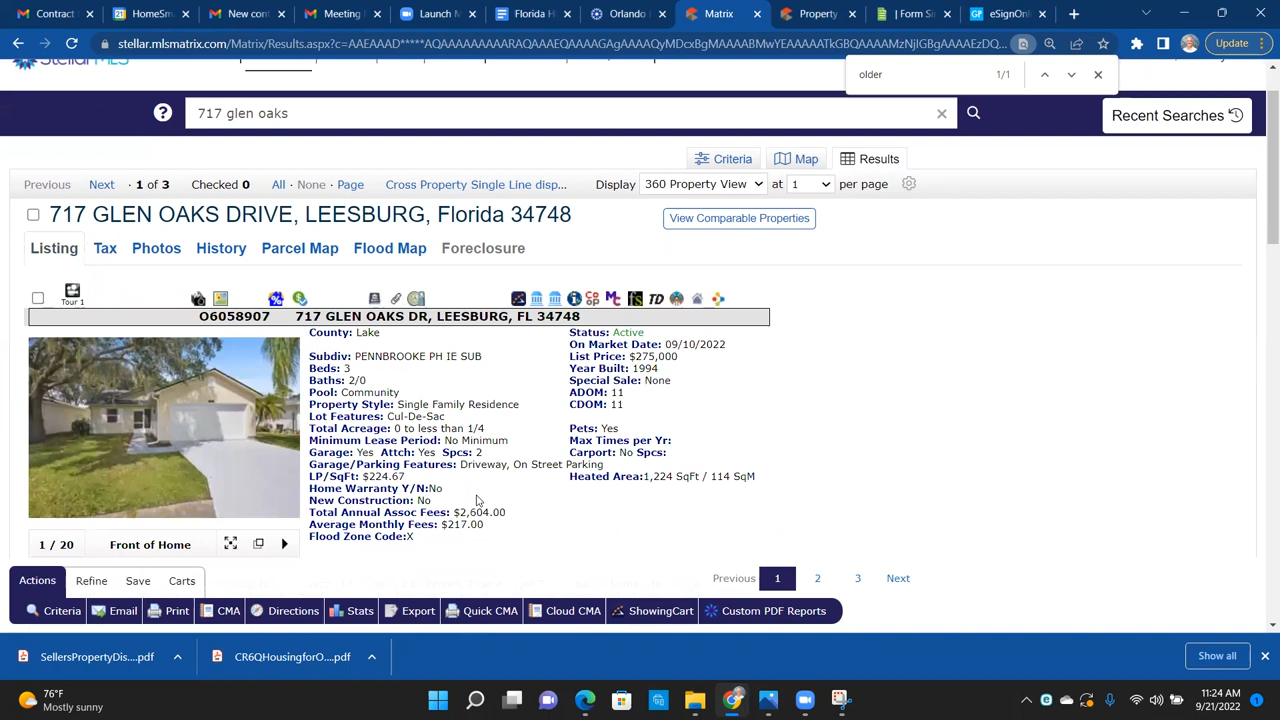 Contract
HomeSma
New cont
Meeting
Launch M
Florida H
Orlando
Matrix
Property
Form Si
eSignOnli
stellar.mlsmatrix.com/Matrix/Results.aspx?c=AAEAAAD*****AQAAAAAAAAARAQAAAEQAAAAGAgAAAAQyMDcxBgMAAAABMwYEAAAAATkGBQAAAAMzNjlGBgAAAADQ...
Update
older
1/1
717 glen oaks
Recent Searches
Criteria
Map
Results
Previous Next · 1 of 3 Checked 0 All · None · Page Cross Property Single Line disp... Display 360 Property View at 1 per page
717 GLEN OAKS DRIVE, LEESBURG, Florida 34748
View Comparable Properties
Listing Tax Photos History Parcel Map Flood Map Foreclosure
Tour 1
O6058907 717 GLEN OAKS DR, LEESBURG, FL 34748
County: Lake
Status: Active
On Market Date: 09/10/2022
Subdiv: PENNBROOKE PH IE SUB
List Price: $275,000
Beds: 3
Year Built: 1994
Baths: 2/0
Special Sale: None
Pool: Community
ADOM: 11
Property Style: Single Family Residence
CDOM: 11
Lot Features: Cul-De-Sac
Total Acreage: 0 to less than 1/4
Pets: Yes
Minimum Lease Period: No Minimum
Max Times per Yr:
Garage: Yes Attch: Yes Spcs: 2
Carport: No Spcs:
Garage/Parking Features: Driveway, On Street Parking
LP/SqFt: $224.67
Heated Area:1,224 SqFt / 114 SqM
Home Warranty Y/N:No
New Construction: No
Total Annual Assoc Fees: $2,604.00
Average Monthly Fees: $217.00
Flood Zone Code:X
1 / 20 Front of Home
Actions Refine Save Carts
Previous 1 2 3 Next
Criteria Email Print CMA Directions Stats Export Quick CMA Cloud CMA ShowingCart Custom PDF Reports
SellersPropertyDis....pdf
CR6QHousingforO....pdf
Show all
76°F
Mostly sunny
11:24 AM
9/21/2022